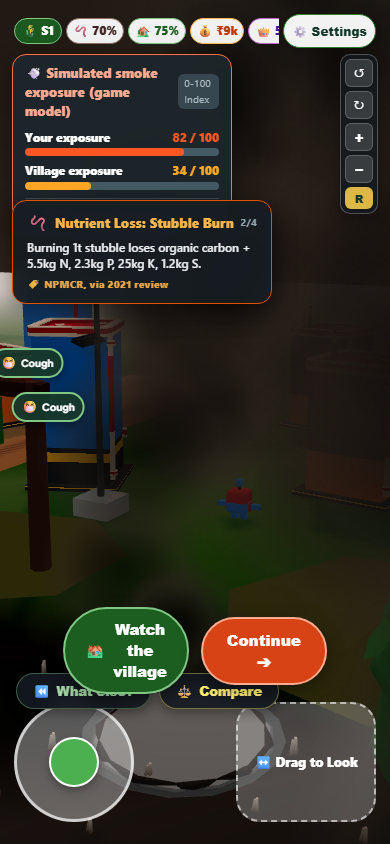 S1
70%
75%
₹9k
Settings
Simulated smoke
exposure (game
model)
0-100
Index
Your exposure
82 / 100
Village exposure
34 / 100
Nutrient Loss: Stubble Burn
2/4
Burning 1t stubble loses organic carbon +
5.5kg N, 2.3kg P, 25kg K, 1.2kg S.
NPMCR, via 2021 review
R
Cough
Cough
Watch
the
village
Continue
→
Compare
Drag to Look